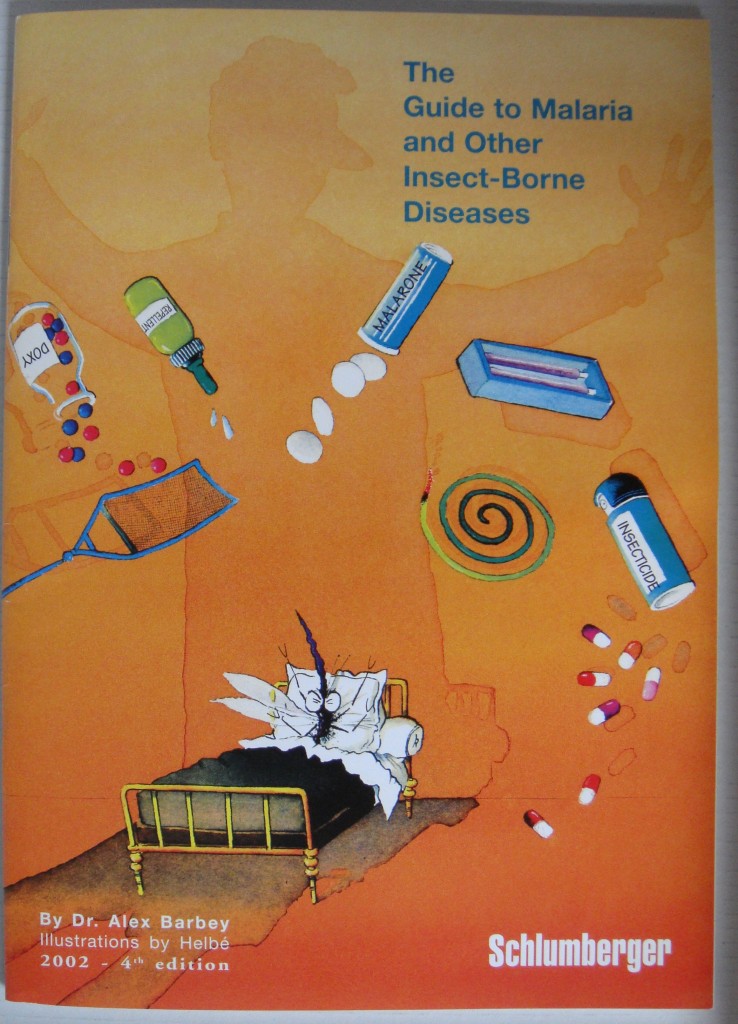 The
Guide to Malaria
and Other
Insect-Borne
Diseases
MALARONE
REPELLENT
DOXY
INSECTICIDE
By Dr. Alex Barbey
Illustrations by Helbé
2002 - 4th edition
Schlumberger